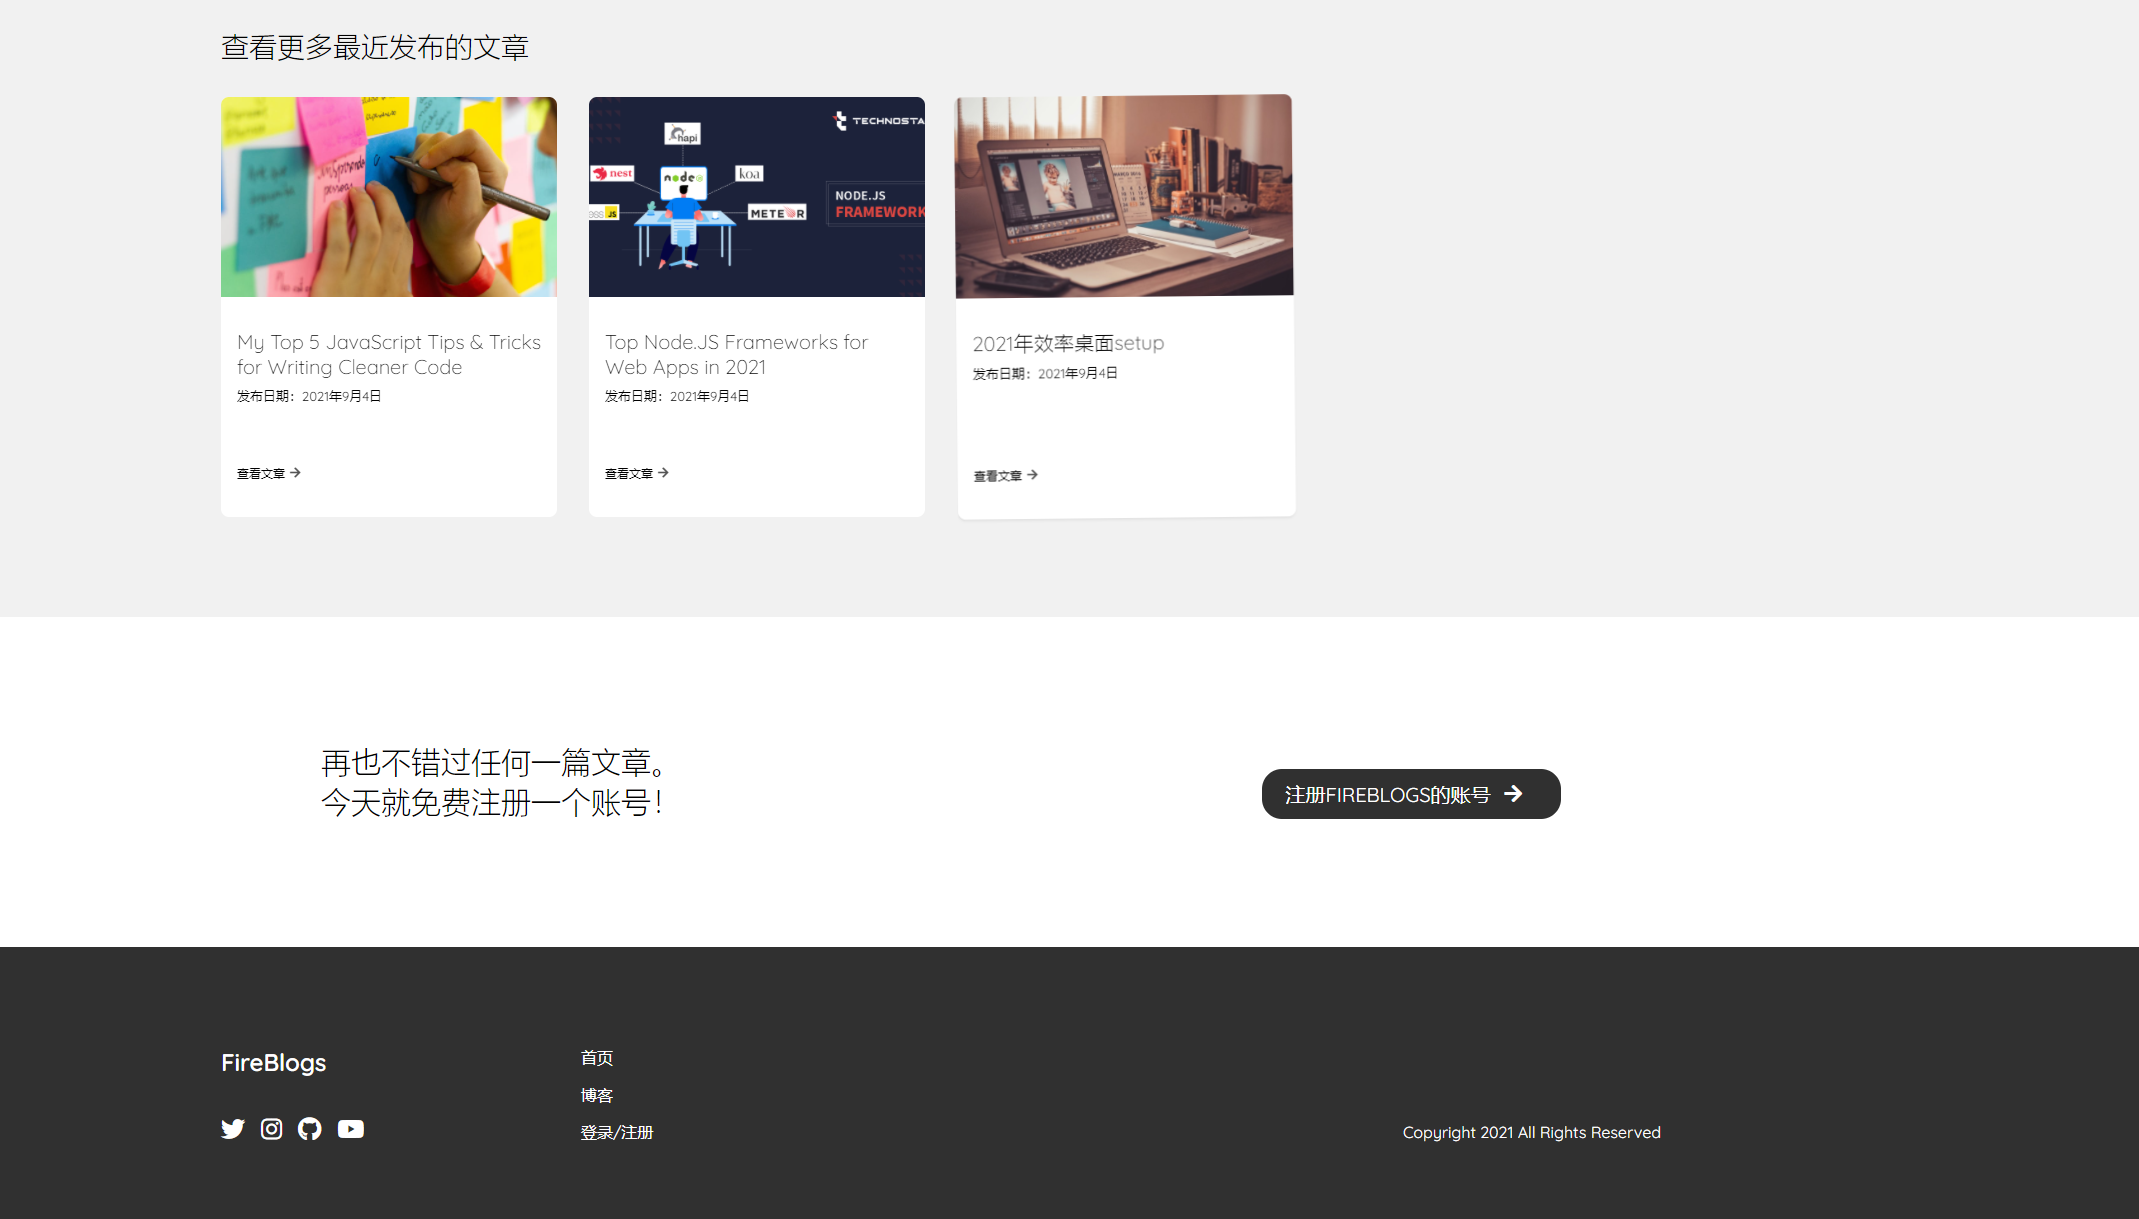 查看更多最近发布的文章
TECHNOSTA
hapi
nest
node
koa
ess JS
METEOR
NODE.JS
FRAMEWORK
My Top 5 JavaScript Tips & Tricks
for Writing Cleaner Code
发布日期：2021年9月4日
查看文章
Top Node.JS Frameworks for
Web Apps in 2021
发布日期：2021年9月4日
查看文章
2021年效率桌面setup
发布日期：2021年9月4日
查看文章
再也不错过任何一篇文章。
今天就免费注册一个账号！
注册FIREBLOGS的账号
FireBlogs
首页
博客
登录/注册
Copyright 2021 All Rights Reserved